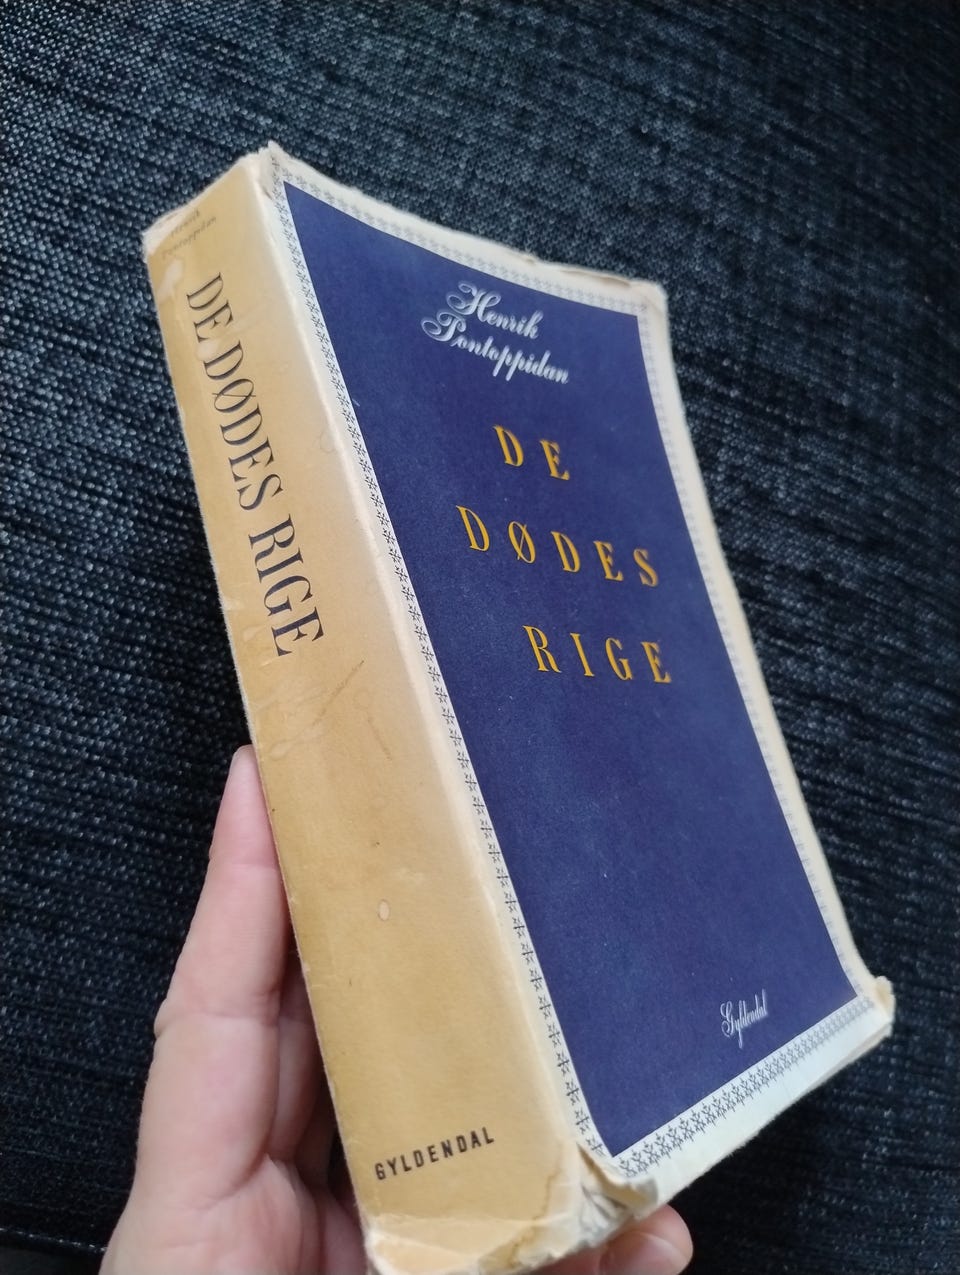 Henrik
Pontoppidan
DE DØDES RIGE
GYLDENDAL
Henrik
Pontoppidan
DE
DØDES
RIGE
Gyldendal